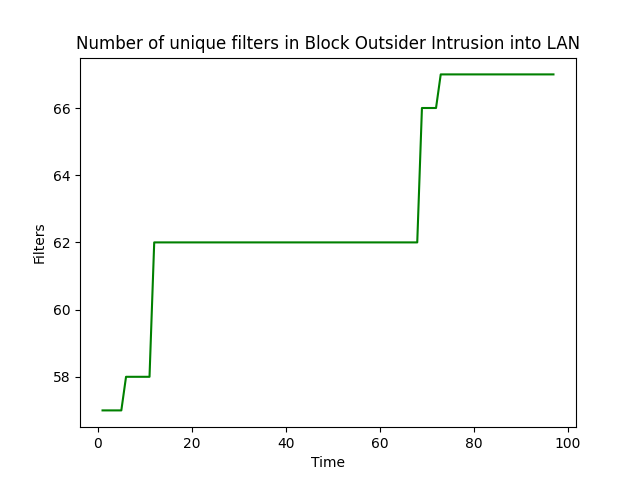 Number of unique filters in Block Outsider Intrusion into LAN
66
64
62
60
58
Filters
0 20 40 60 80 100
Time